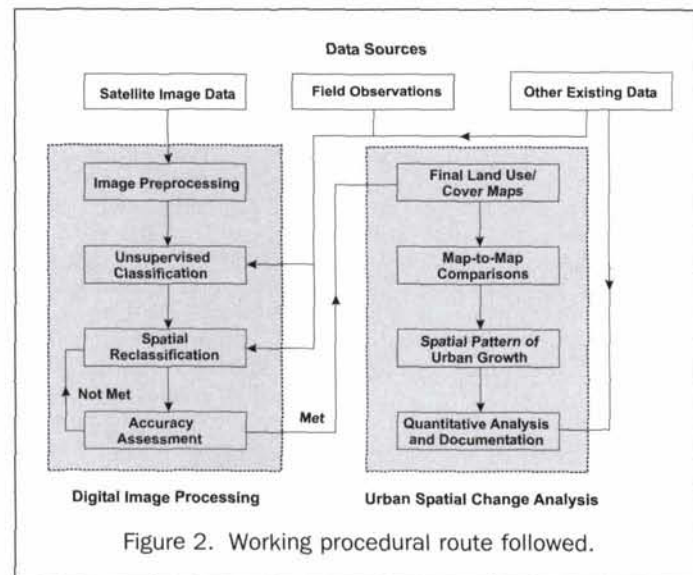 Data Sources
Satellite Image Data
Field Observations
Other Existing Data
Image Preprocessing
Unsupervised
Classification
Spatial
Reclassification
Not Met
Accuracy
Assessment
Met
Digital Image Processing
Final Land Use/
Cover Maps
Map-to-Map
Comparisons
Spatial Pattern of
Urban Growth
Quantitative Analysis
and Documentation
Urban Spatial Change Analysis
Figure 2. Working procedural route followed.